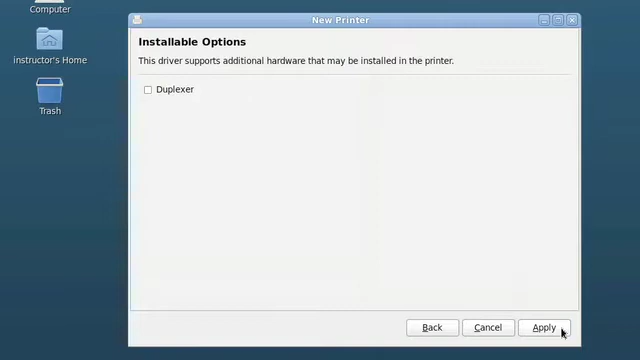 Computer
instructor's Home
Trash
New Printer
Installable Options
This driver supports additional hardware that may be installed in the printer.
Duplexer
Back Cancel Apply